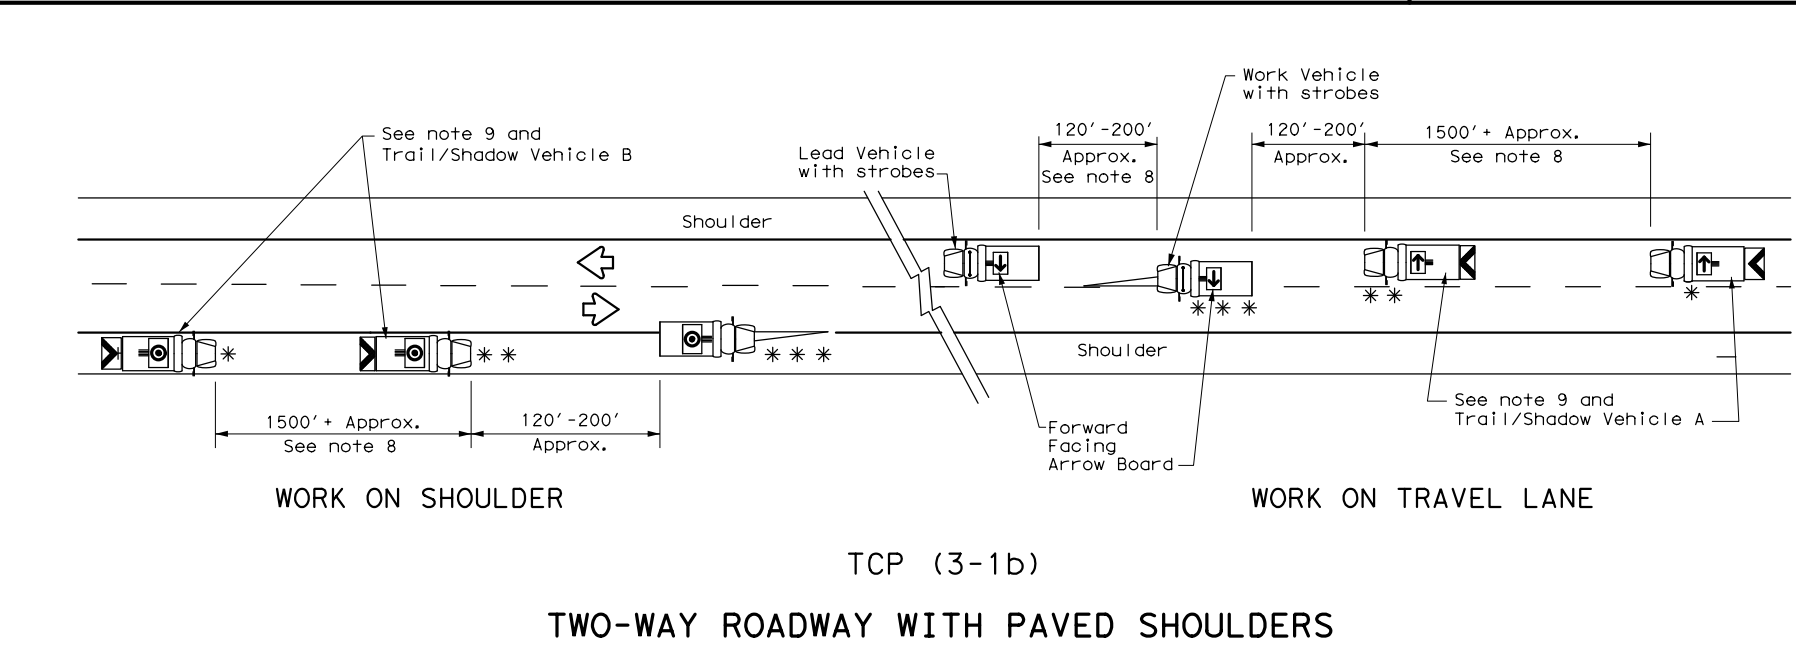 Work Vehicle
with strobes
See note 9 and
Trail/Shadow Vehicle B
Lead Vehicle
with strobes
120'-200'
Approx.
See note 8
120'-200'
Approx.
1500'+ Approx.
See note 8
Shoulder
Shoulder
* 
* *
* * *
* * *
* *
*
1500'+ Approx.
See note 8
120'-200'
Approx.
Forward
Facing
Arrow Board
See note 9 and
Trail/Shadow Vehicle A
WORK ON SHOULDER
WORK ON TRAVEL LANE
TCP (3-1b)
TWO-WAY ROADWAY WITH PAVED SHOULDERS